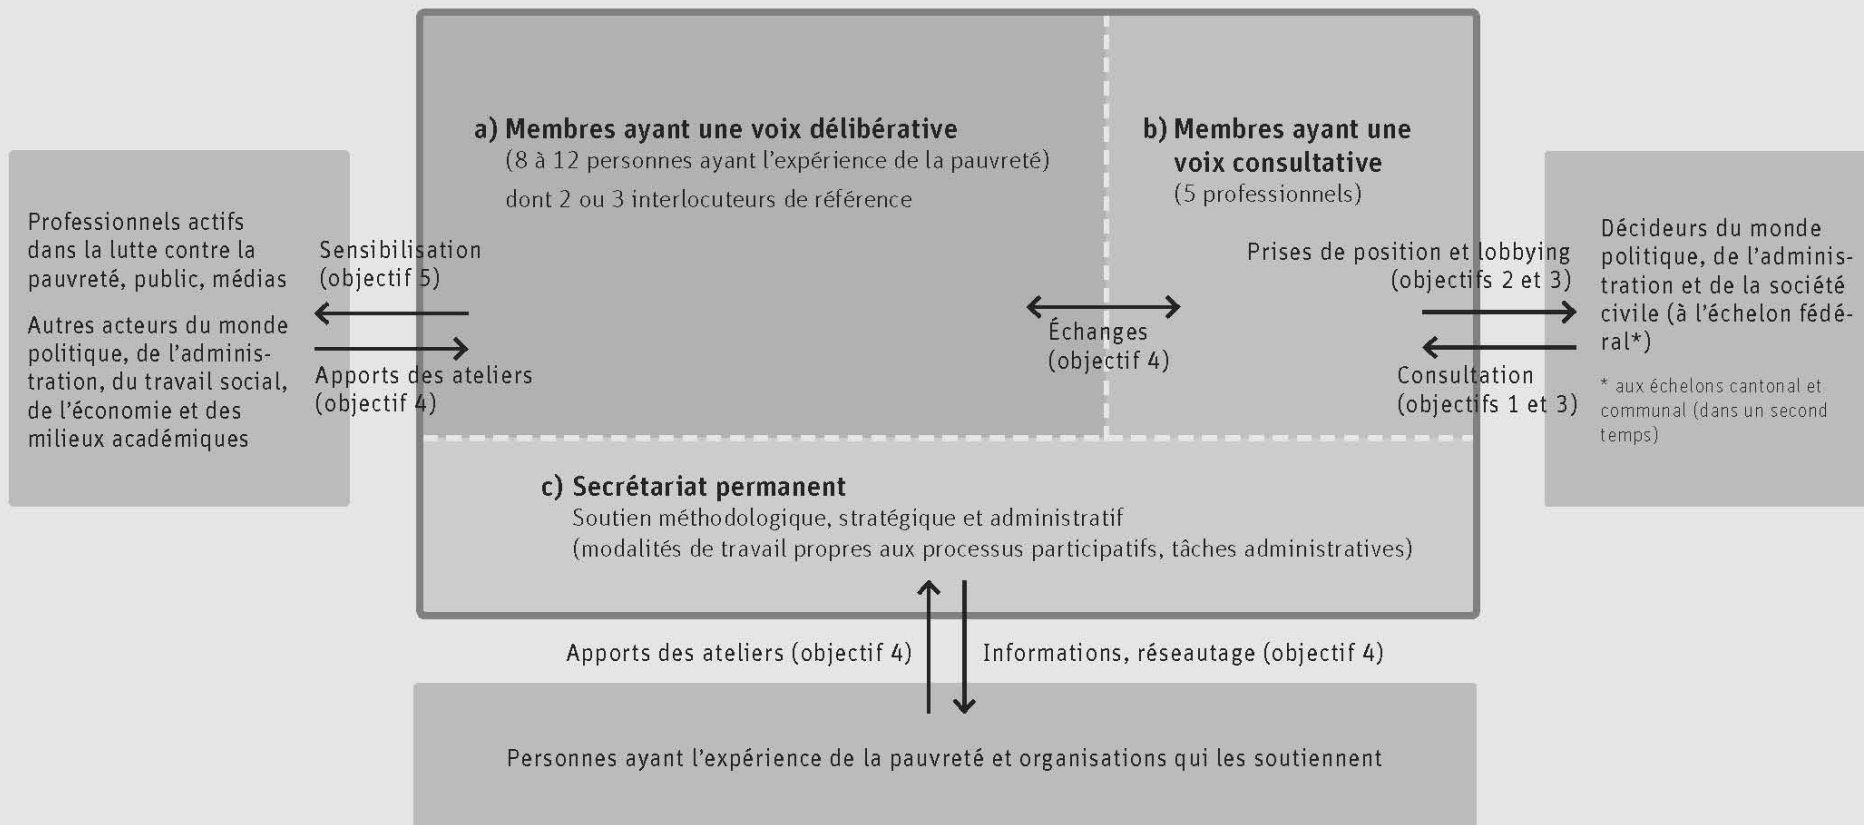 a) Membres ayant une voix délibérative
(8 à 12 personnes ayant l’expérience de la pauvreté)
dont 2 ou 3 interlocuteurs de référence
b) Membres ayant une
voix consultative
(5 professionnels)
Professionnels actifs
dans la lutte contre la
pauvreté, public, médias
Autres acteurs du monde
politique, de l’adminis-
tration, du travail social,
de l’économie et des
milieux académiques
Sensibilisation
(objectif 5)
Apports des ateliers
(objectif 4)
Échanges
(objectif 4)
Prises de position et lobbying
(objectifs 2 et 3)
Consultation
(objectifs 1 et 3)
Décideurs du monde
politique, de l’adminis-
tration et de la société
civile (à l’échelon fédé-
ral*)
* aux échelons cantonal et
communal (dans un second
temps)
c) Secrétariat permanent
Soutien méthodologique, stratégique et administratif
(modalités de travail propres aux processus participatifs, tâches administratives)
Apports des ateliers (objectif 4)
Informations, réseautage (objectif 4)
Personnes ayant l’expérience de la pauvreté et organisations qui les soutiennent